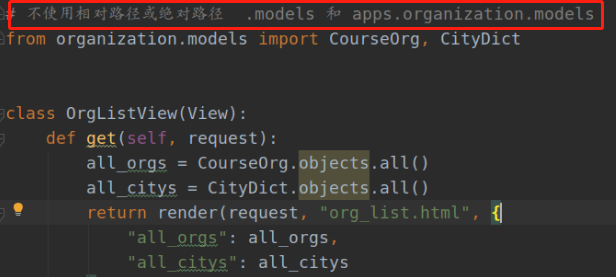 # 不使用相对路径或绝对路径  .models 和 apps.organization.models
from organization.models import CourseOrg, CityDict
class OrgListView(View):
def get(self, request):
all_orgs = CourseOrg.objects.all()
all_citys = CityDict.objects.all()
return render(request, "org_list.html", {
"all_orgs": all_orgs,
"all_citys": all_citys